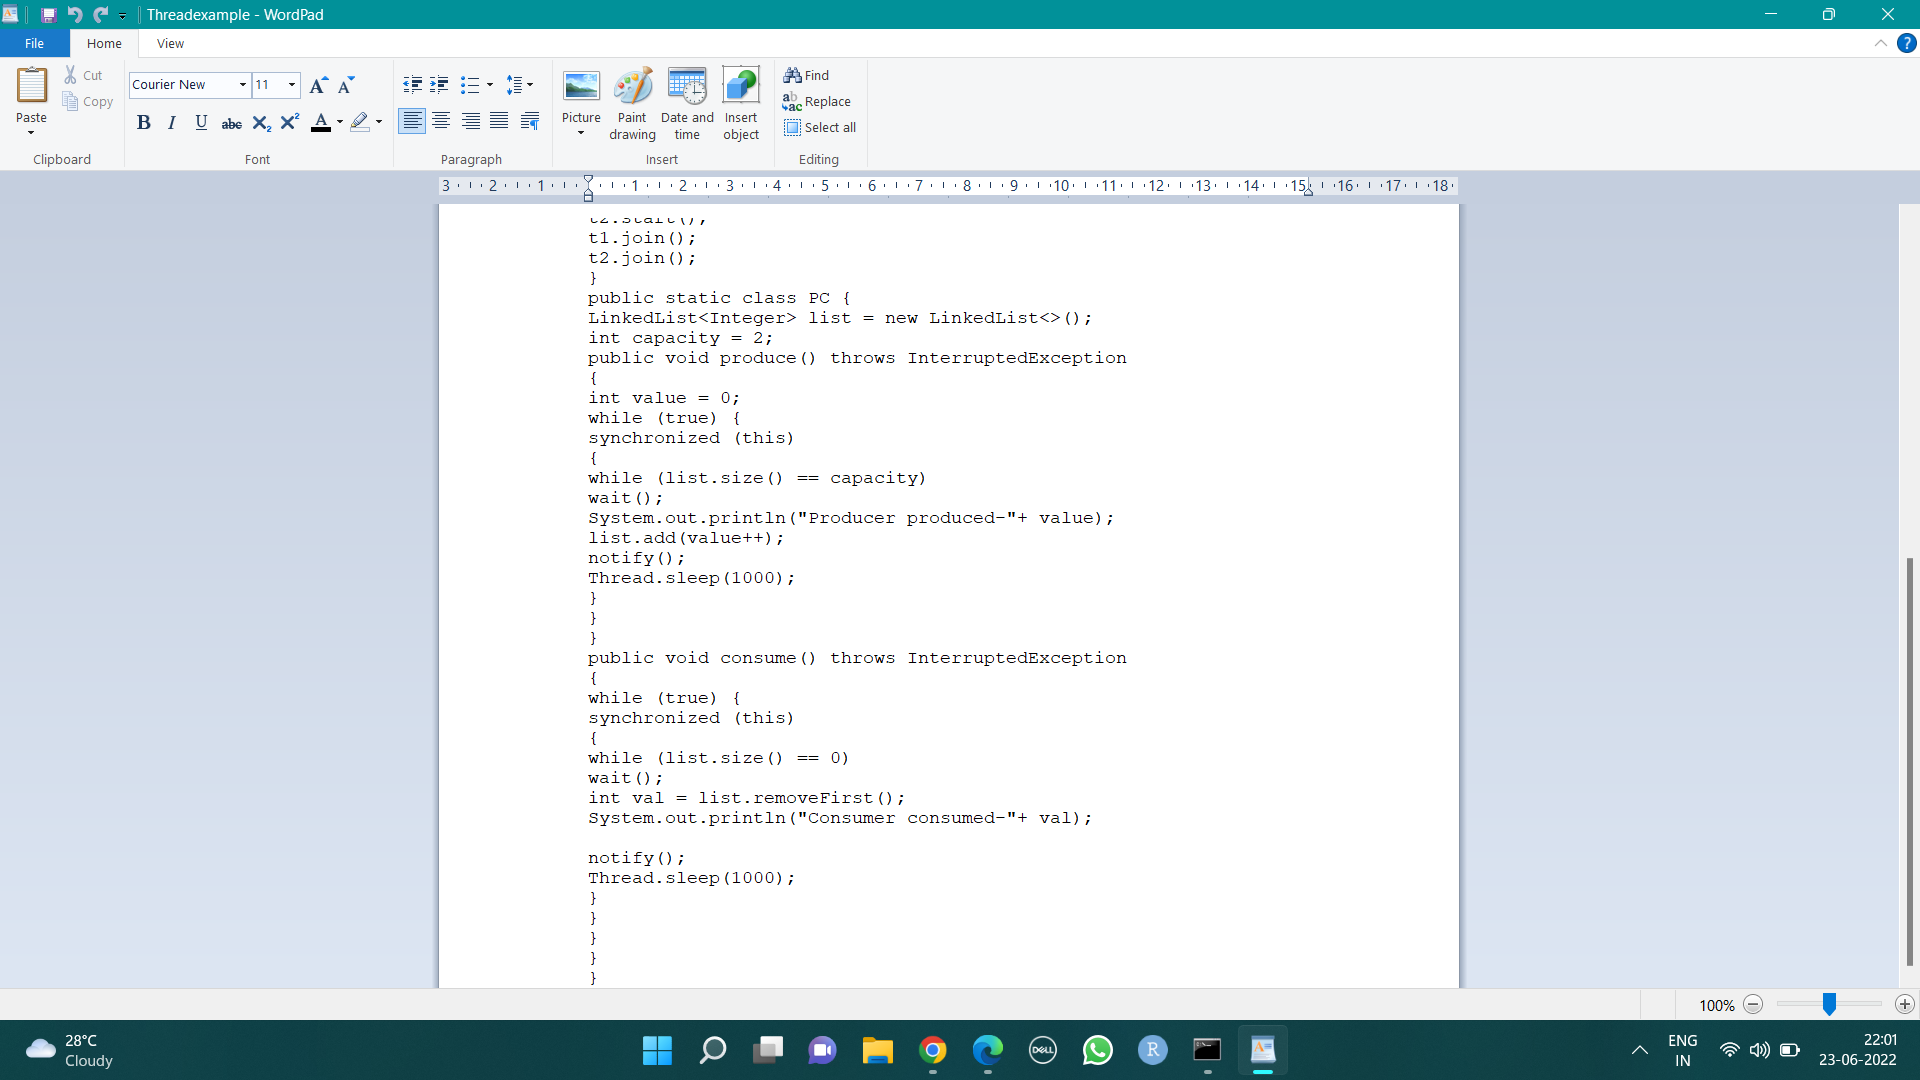 Threadexample - WordPad
File Home View
Paste
Cut
Copy
Clipboard
Courier New 11
B I U abc X₂ X² A
Font
Paragraph
Picture
Paint drawing
Date and time
Insert object
Insert
Find
Replace
Select all
Editing
3 2 1 1 2 3 4 5 6 7 8 9 10 11 12 13 14 15 16 17 18
t2.start();
t1.join();
t2.join();
}
public static class PC {
LinkedList<Integer> list = new LinkedList<>();
int capacity = 2;
public void produce() throws InterruptedException
{
int value = 0;
while (true) {
synchronized (this)
{
while (list.size() == capacity)
wait();
System.out.println("Producer produced-"+ value);
list.add(value++);
notify();
Thread.sleep(1000);
}
}
}
public void consume() throws InterruptedException
{
while (true) {
synchronized (this)
{
while (list.size() == 0)
wait();
int val = list.removeFirst();
System.out.println("Consumer consumed-"+ val);
notify();
Thread.sleep(1000);
}
}
}
}
}
100%
28°C
Cloudy
DELL
R
ENG
IN
22:01
23-06-2022